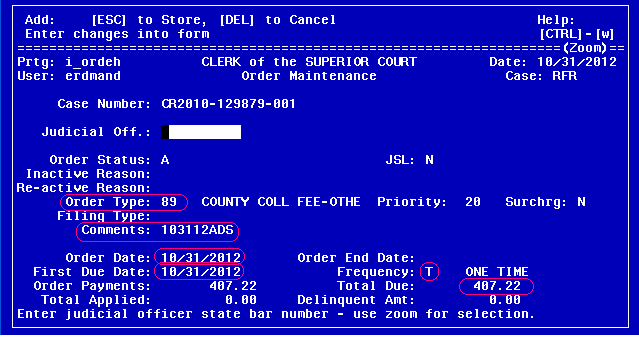 Add: [ESC] to Store, [DEL] to Cancel Help:
Enter changes into form [CTRL]-[w]
==============================(Zoom)==
Prtg: i_ordeh CLERK of the SUPERIOR COURT Date: 10/31/2012
User: erdmand Order Maintenance Case: RFR
Case Number: CR2010-129879-001
Judicial Off.:
Order Status: A JSL: N
Inactive Reason:
Re-active Reason:
Order Type: 89 COUNTY COLL FEE-OTHE Priority: 20 Surchrg: N
Filing Type:
Comments: 103112ADS
Order Date: 10/31/2012 Order End Date:
First Due Date: 10/31/2012 Frequency: T ONE TIME
Order Payments: 407.22 Total Due: 407.22
Total Applied: 0.00 Delinquent Amt: 0.00
Enter judicial officer state bar number - use zoom for selection.